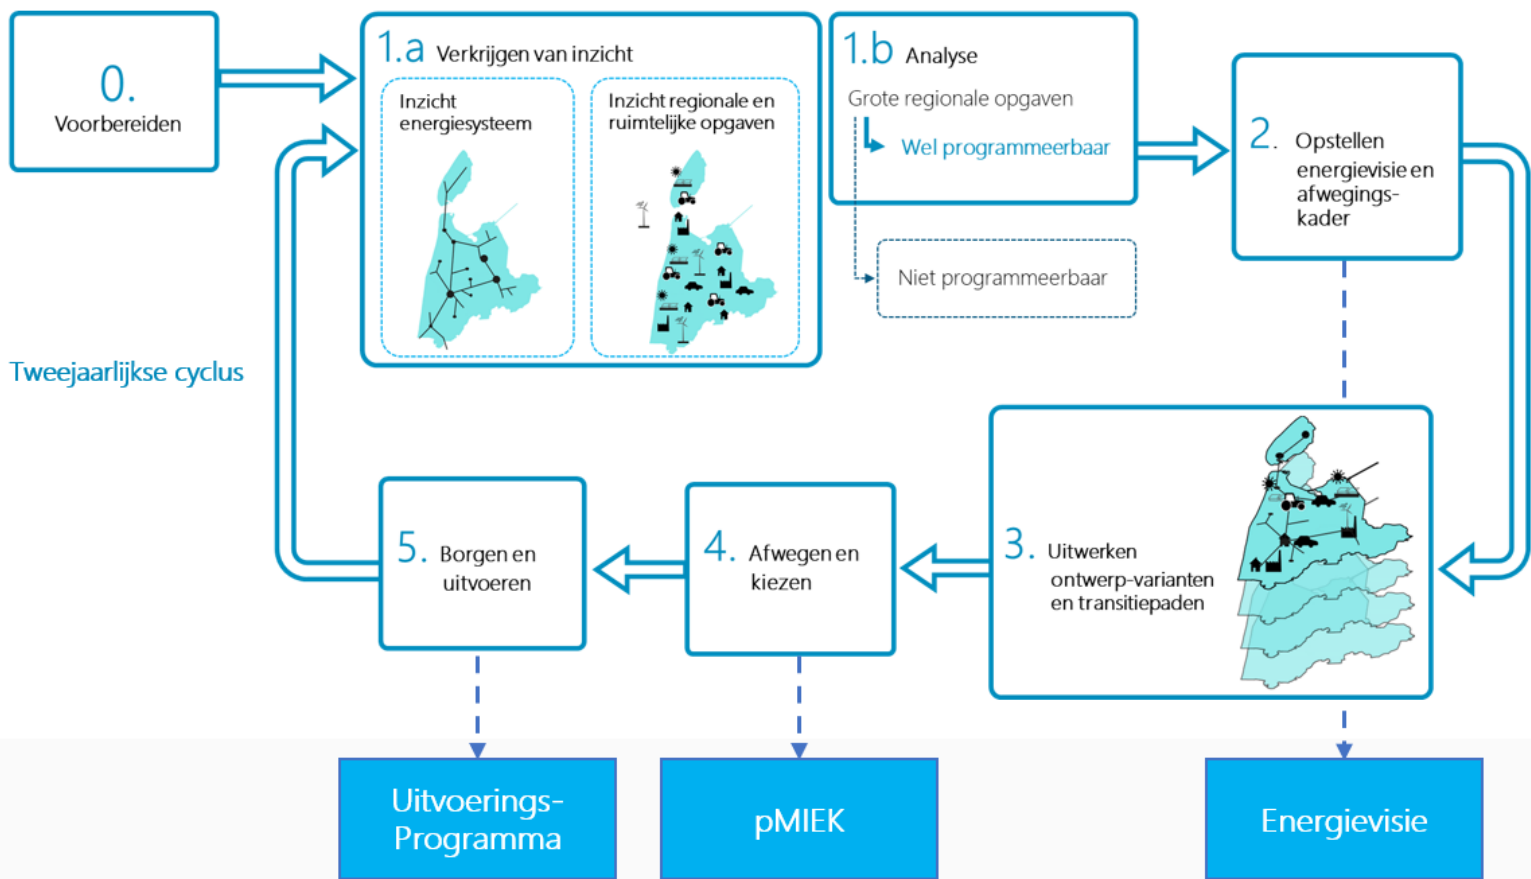 0.
Voorbereiden
1.a Verkrijgen van inzicht
Inzicht
energiesysteem
Inzicht regionale en
ruimtelijke opgaven
1.b Analyse
Grote regionale opgaven
Wel programmeerbaar
Niet programmeerbaar
2. Opstellen
energievisie en
afwegings-
kader
Tweejaarlijkse cyclus
3. Uitwerken
ontwerp-varianten
en transitiepaden
4. Afwegen en
kiezen
5. Borgen en
uitvoeren
Uitvoerings-
Programma
pMIEK
Energievisie